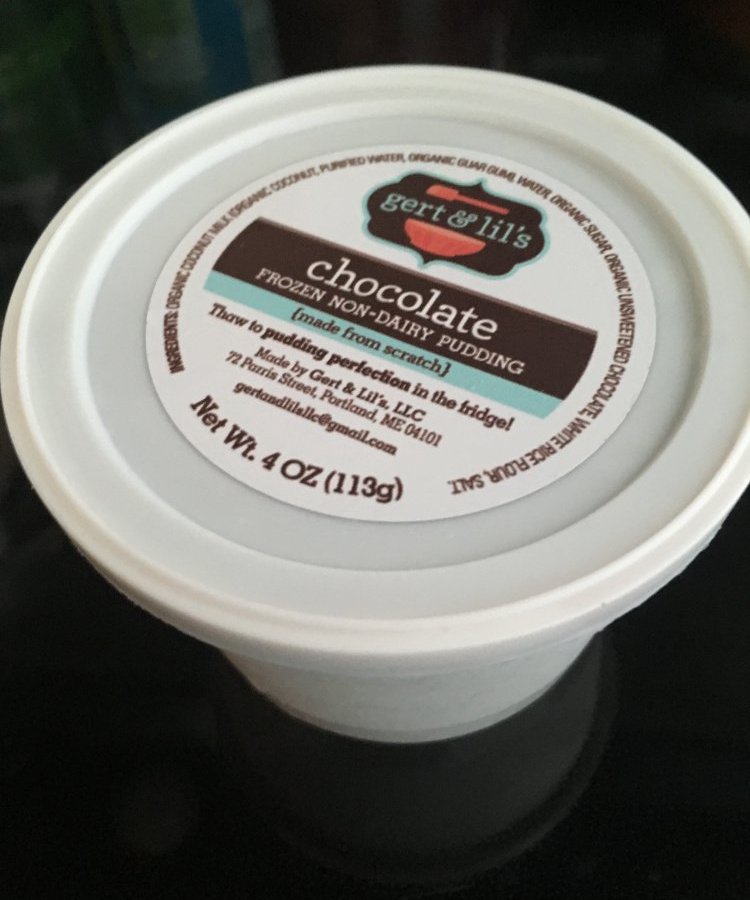 gert & lil's
chocolate
FROZEN NON-DAIRY PUDDING
{made from scratch}
Thaw to pudding perfection in the fridge!
Made by Gert & Lil's, LLC
72 Parris Street, Portland, ME 04101
gertandlilsllc@gmail.com
Net Wt. 4 OZ (113g)
INGREDIENTS: ORGANIC COCONUT MILK (ORGANIC COCONUT, PURIFIED WATER, ORGANIC GUAR GUM), WATER, ORGANIC SUGAR, ORGANIC UNSWEETENED CHOCOLATE, WHITE RICE FLOUR, SALT.